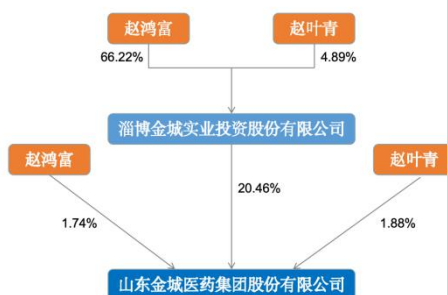 赵鸿富 赵叶青
66.22% 4.89%
淄博金城实业投资股份有限公司
赵鸿富 赵叶青
20.46%
1.74% 1.88%
山东金城医药集团股份有限公司